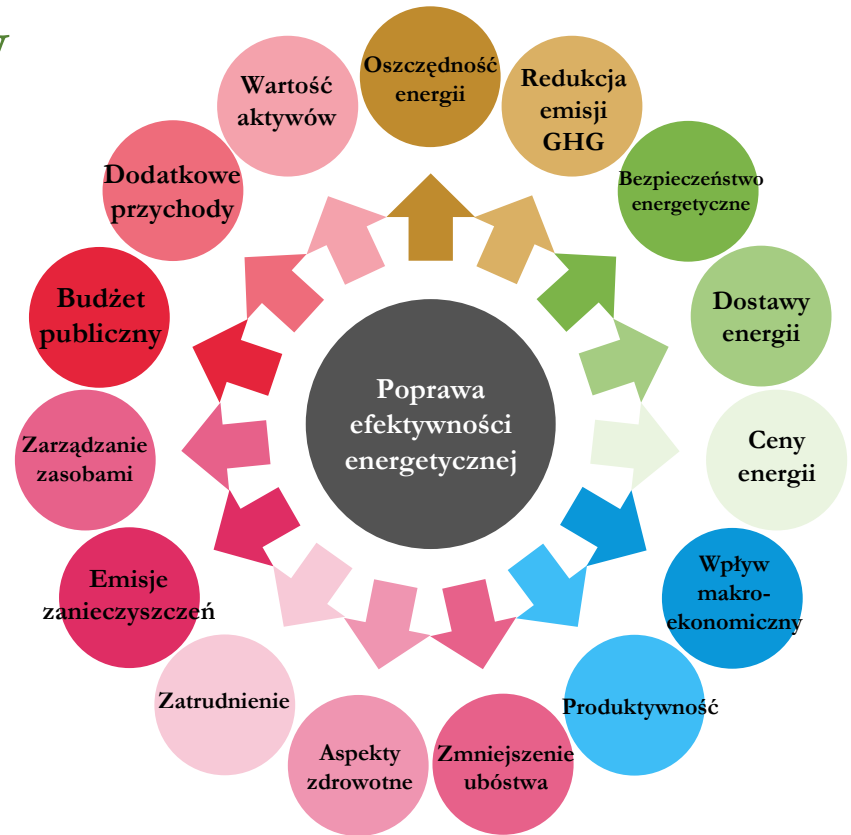 Oszczędność
energii
Redukcja
emisji
GHG
Bezpieczeństwo
energetyczne
Dostawy
energii
Ceny
energii
Wpływ
makro-
ekonomiczny
Produktywność
Zmniejszenie
ubóstwa
Aspekty
zdrowotne
Zatrudnienie
Emisje
zanieczyszczeń
Zarządzanie
zasobami
Budżet
publiczny
Dodatkowe
przychody
Wartość
aktywów
Poprawa
efektywności
energetycznej